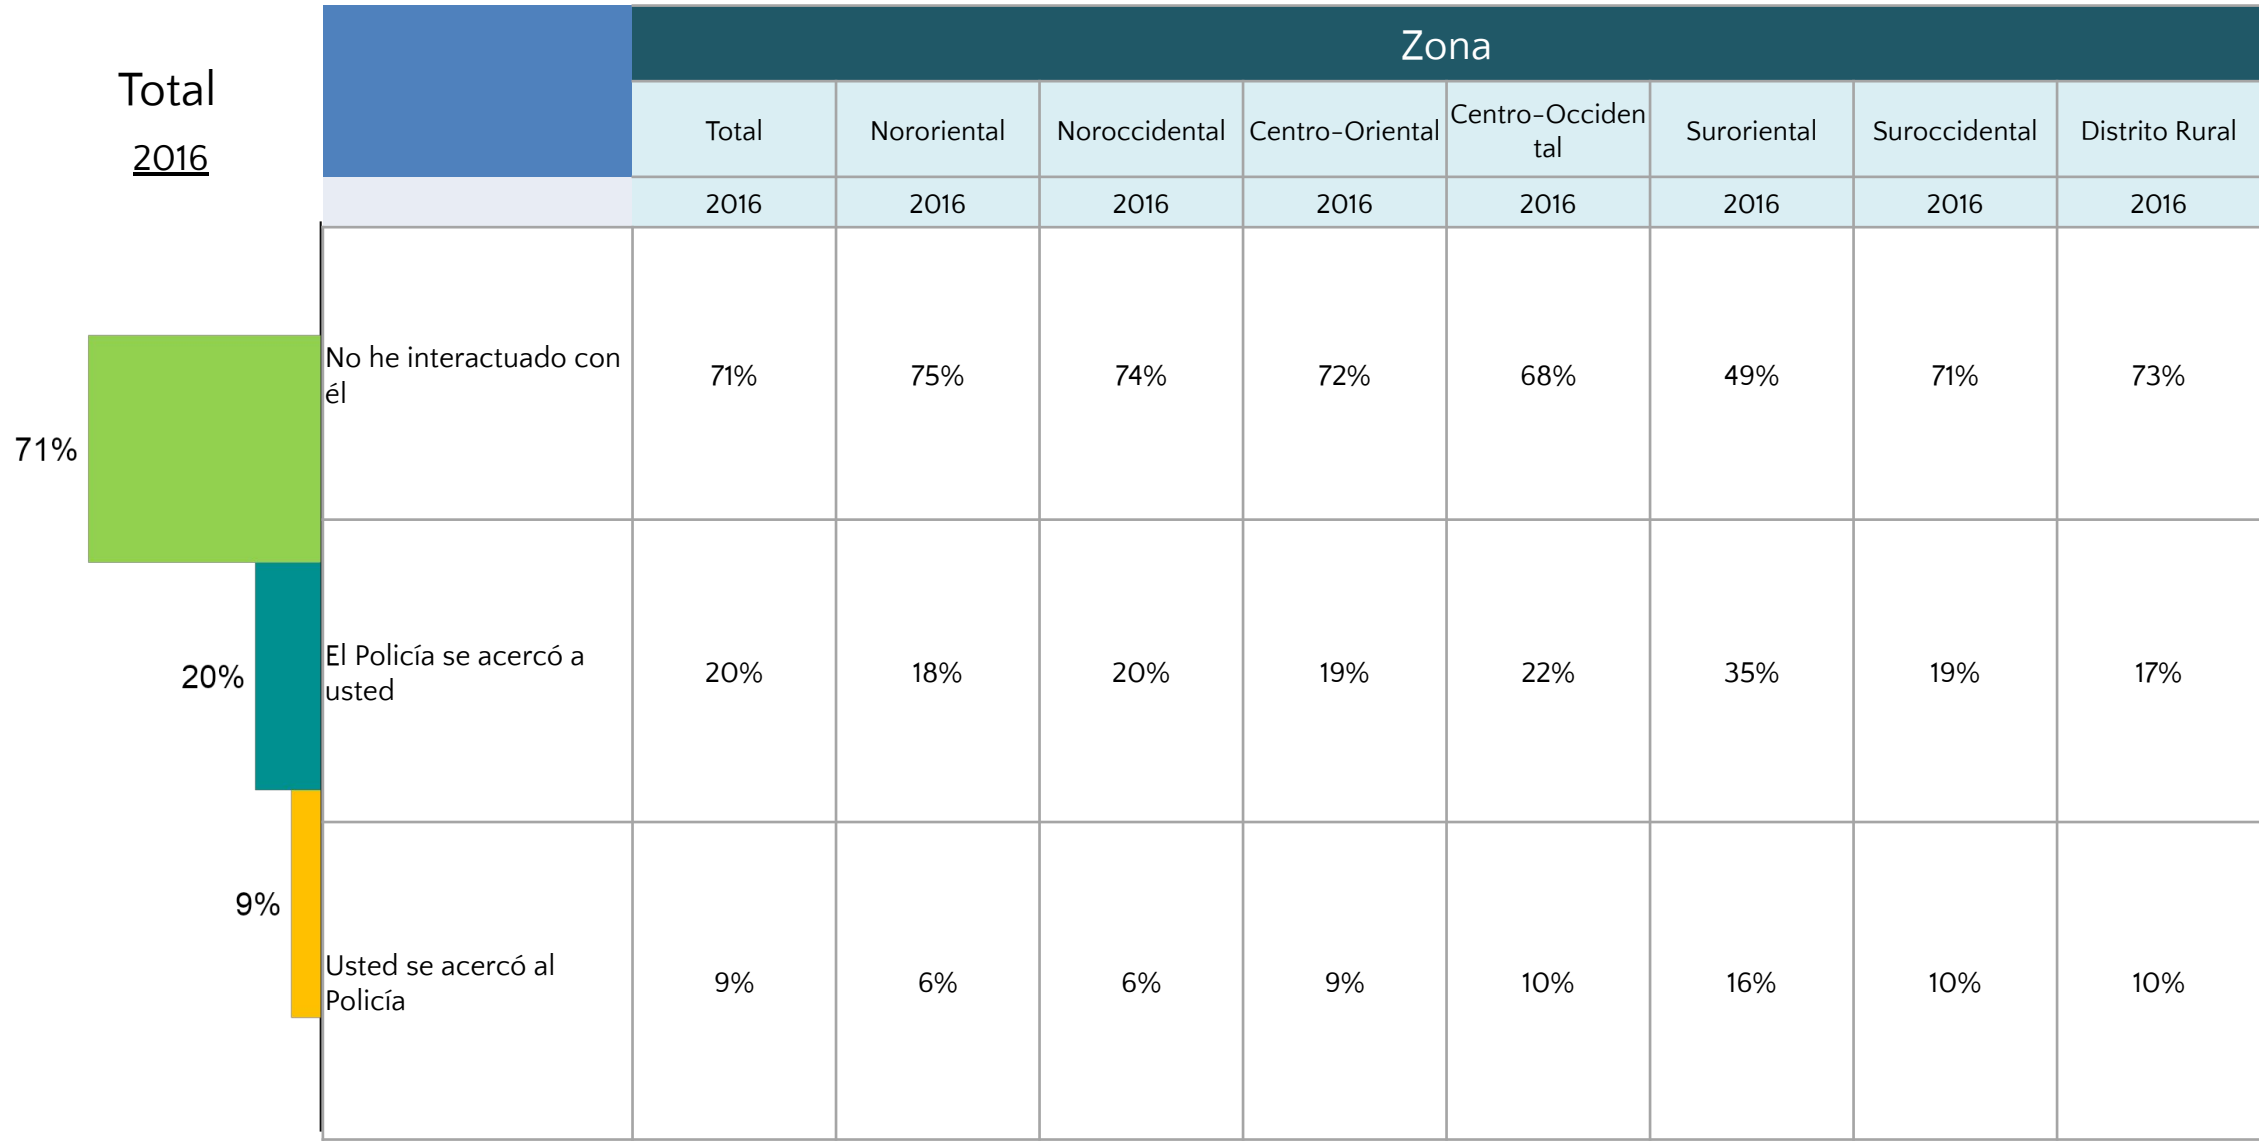 Total
2016
Zona
Total
Nororiental
Noroccidental
Centro-Oriental
Centro-Occiden
tal
Suroriental
Suroccidental
Distrito Rural
2016
2016
2016
2016
2016
2016
2016
2016
71%
20%
9%
No he interactuado con
él
71%
75%
74%
72%
68%
49%
71%
73%
El Policía se acercó a
usted
20%
18%
20%
19%
22%
35%
19%
17%
Usted se acercó al
Policía
9%
6%
6%
9%
10%
16%
10%
10%